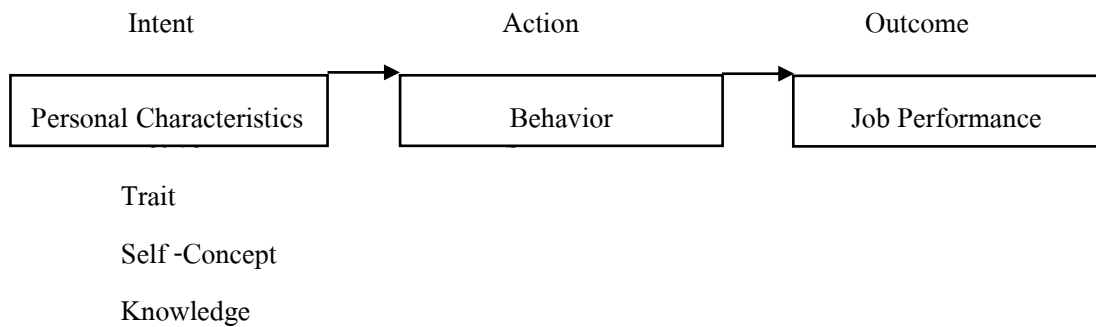 Intent Action Outcome
Personal Characteristics Behavior Job Performance
Trait
Self -Concept
Knowledge